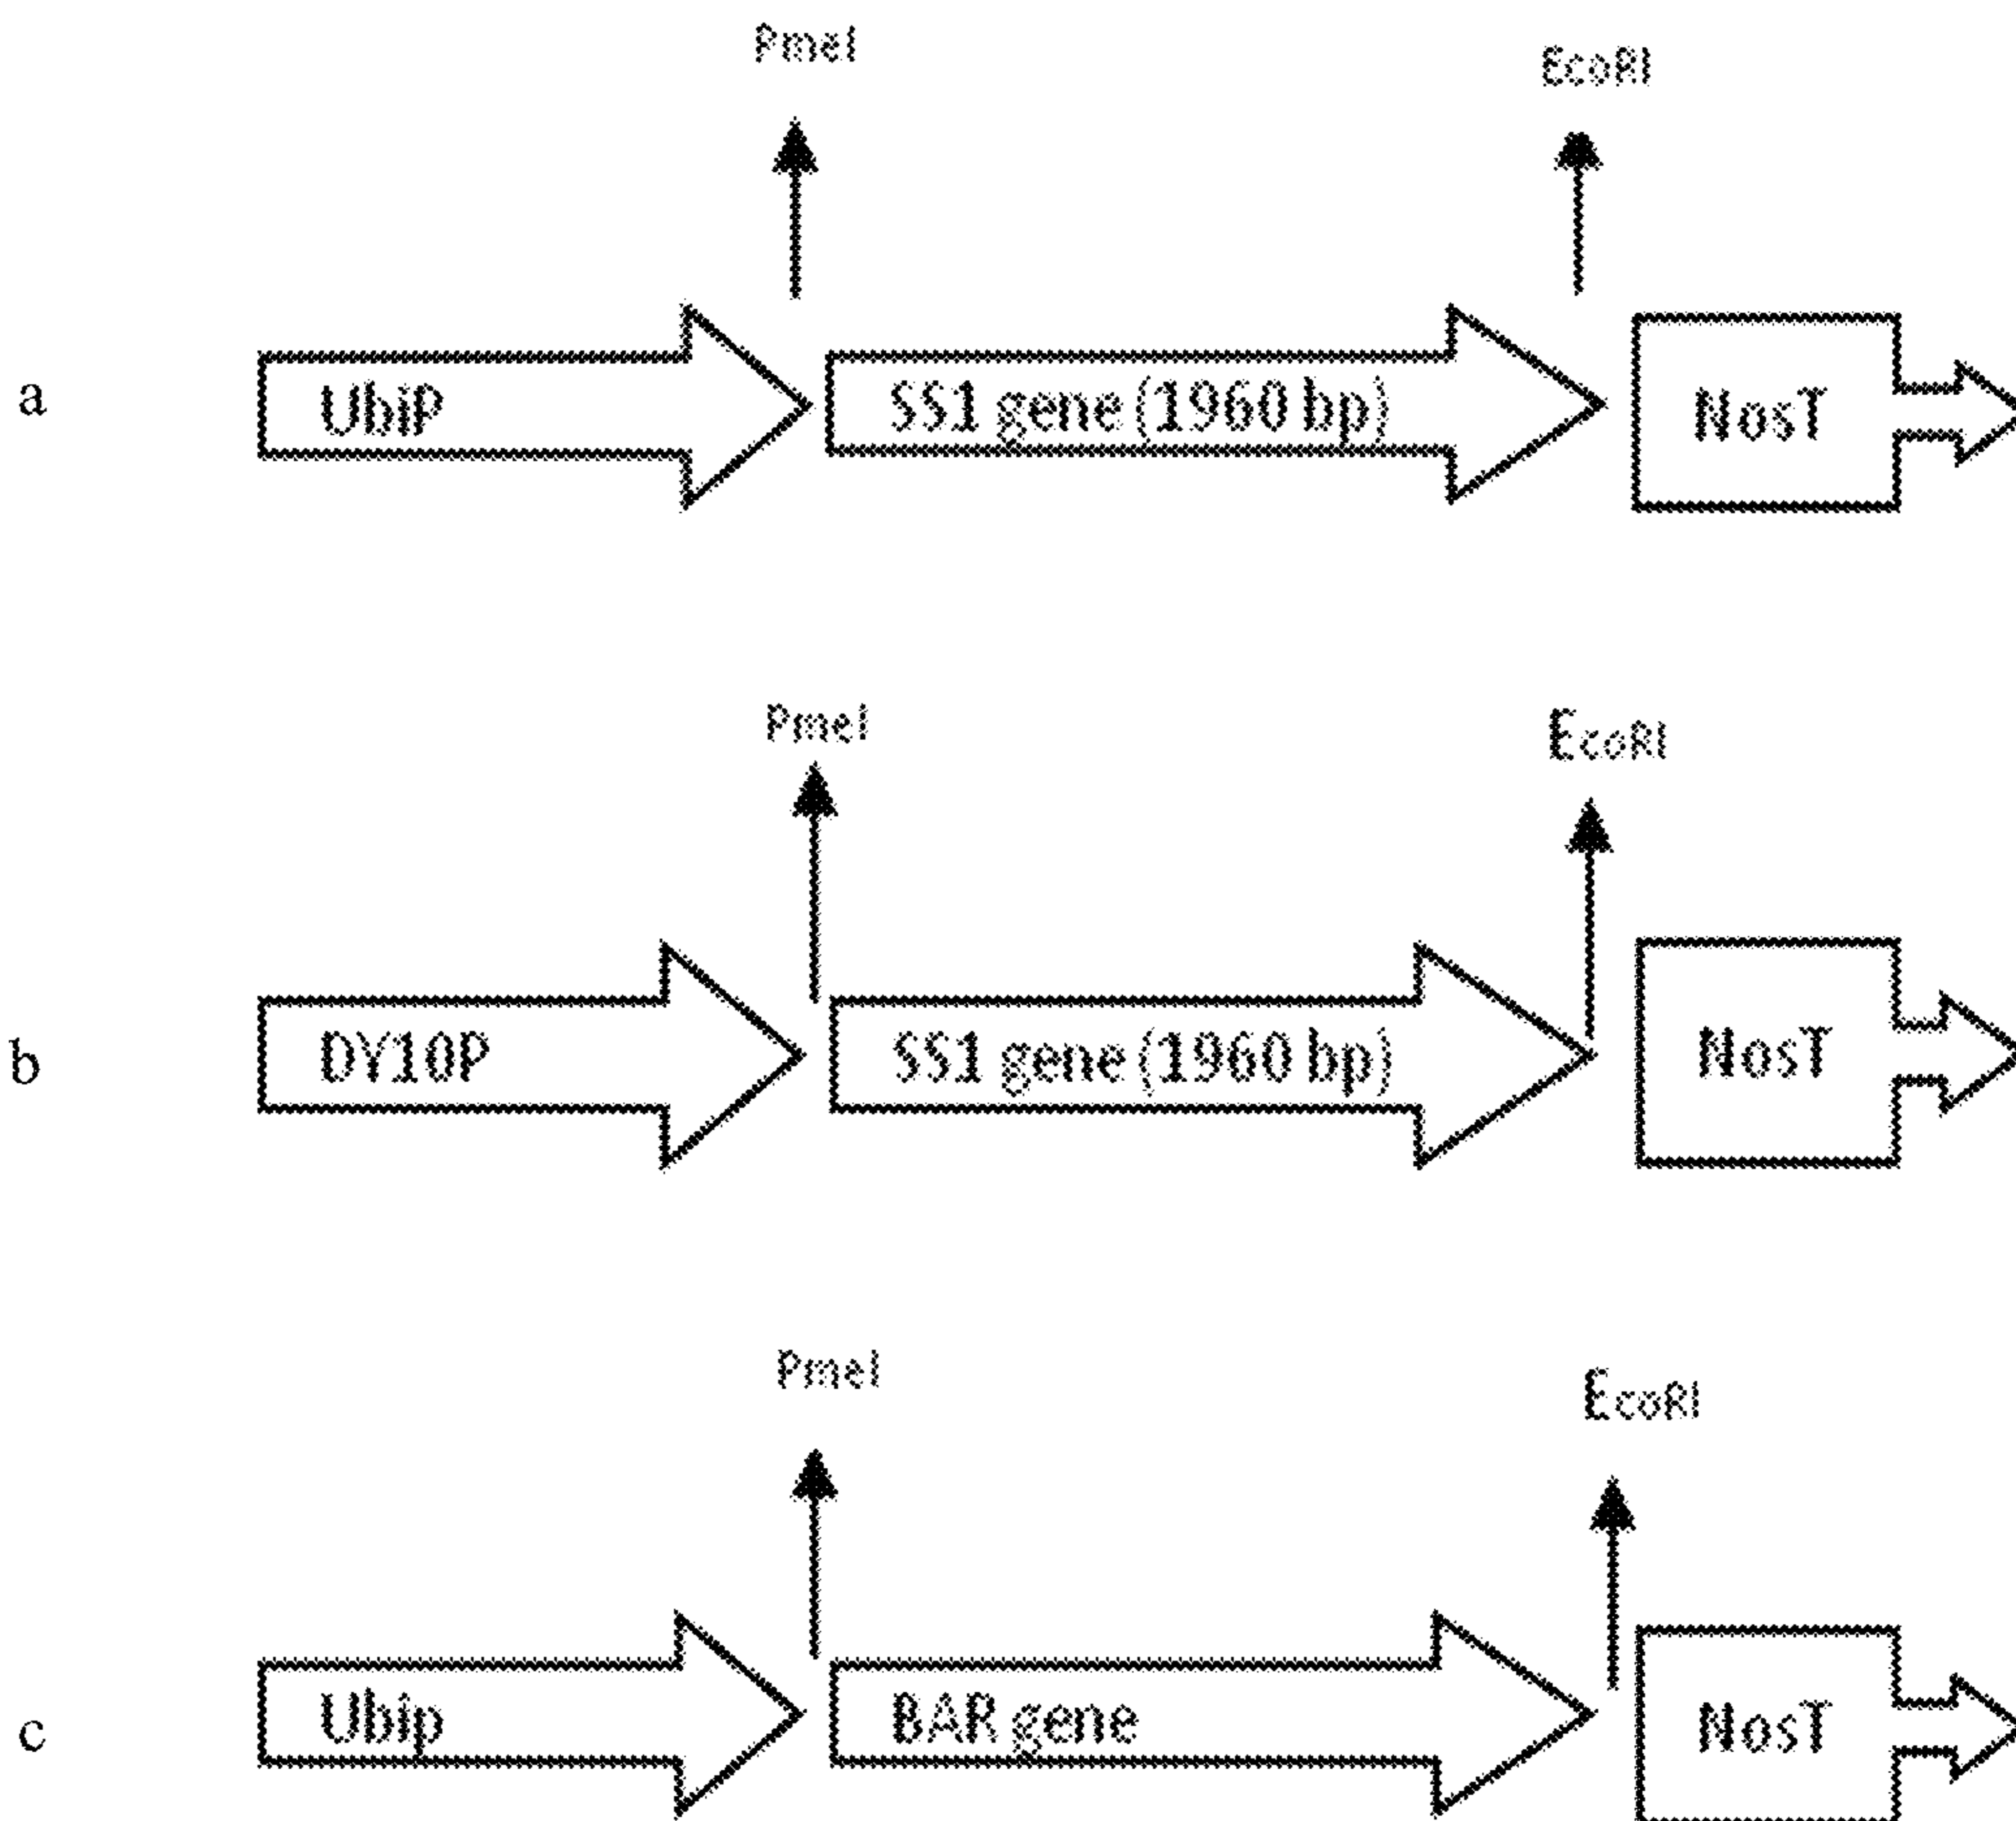 PmeI EcoRI
a UbiP SS1 gene (1960 bp) NosT
PmeI EcoRI
b DY10P SS1 gene (1960 bp) NosT
PmeI EcoRI
c Ubip BAR gene NosT